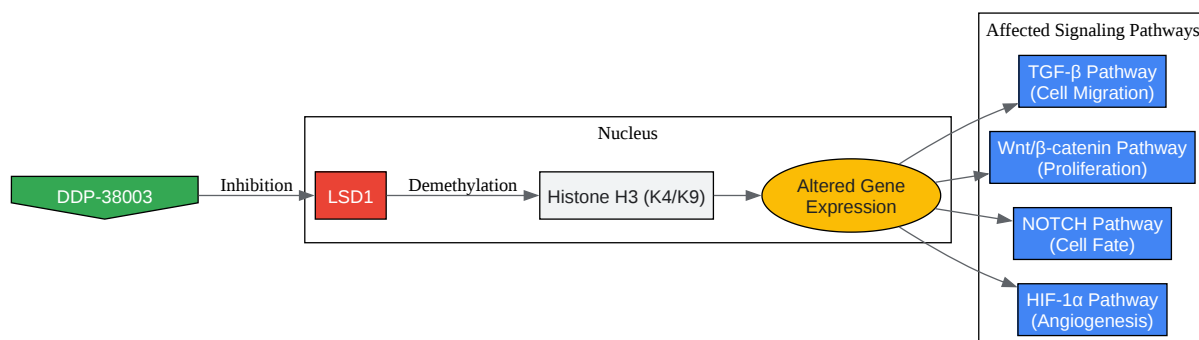 Affected Signaling Pathways
TGF-β Pathway
(Cell Migration)
Nucleus
Wnt/β-catenin Pathway
(Proliferation)
DDP-38003
Inhibition
LSD1
Demethylation
Histone H3 (K4/K9)
Altered Gene
Expression
NOTCH Pathway
(Cell Fate)
HIF-1α Pathway
(Angiogenesis)